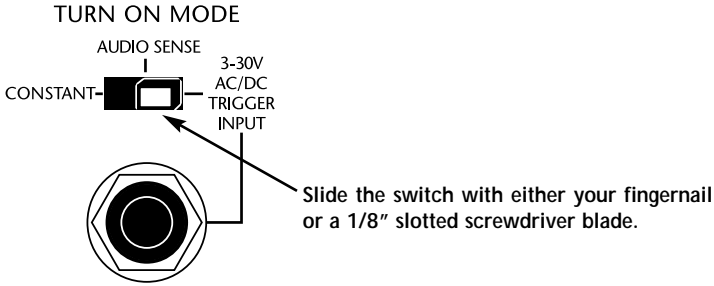 TURN ON MODE
AUDIO SENSE
CONSTANT
3-30V
AC/DC
TRIGGER
INPUT
Slide the switch with either your fingernail
or a 1/8" slotted screwdriver blade.